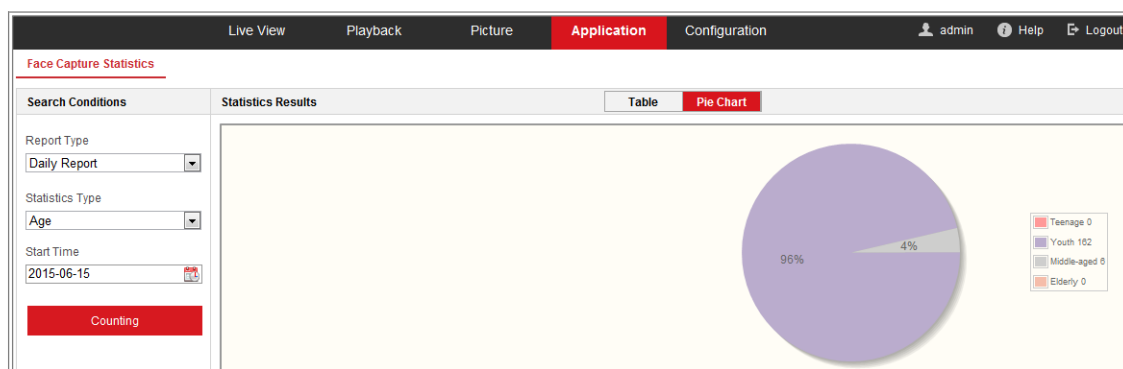 Live View Playback Picture Application Configuration admin Help Logout
Face Capture Statistics
Search Conditions
Statistics Results
Table Pie Chart
Report Type
Daily Report
Statistics Type
Age
Start Time
2015-06-15
Counting
96%
4%
Teenage 0
Youth 162
Middle-aged 6
Elderly 0